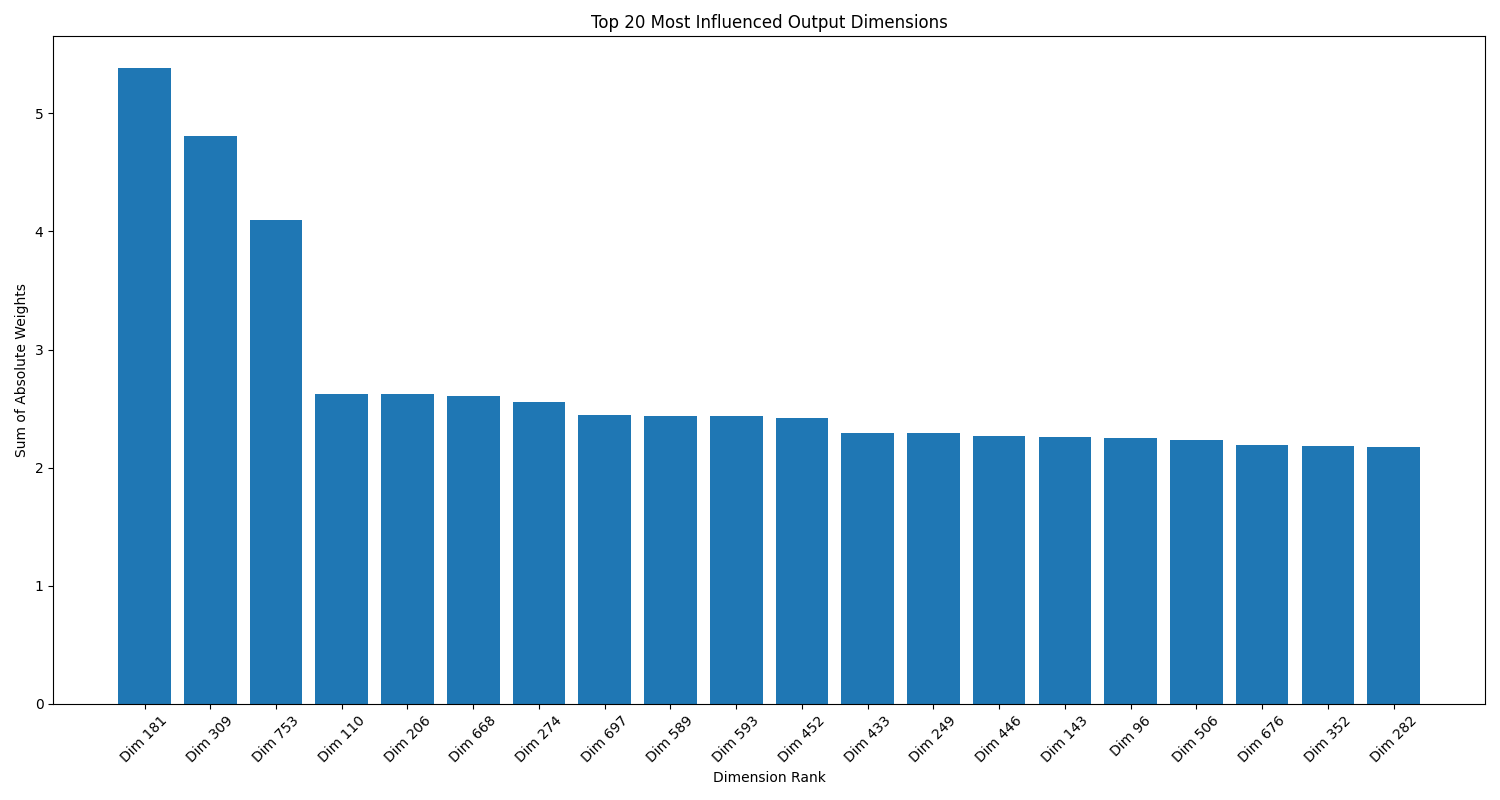 Top 20 Most Influenced Output Dimensions
Sum of Absolute Weights
5
4
3
2
1
0
Dim 181
Dim 309
Dim 753
Dim 110
Dim 206
Dim 668
Dim 274
Dim 697
Dim 589
Dim 593
Dim 452
Dim 433
Dim 249
Dim 446
Dim 143
Dim 96
Dim 506
Dim 676
Dim 352
Dim 282
Dimension Rank